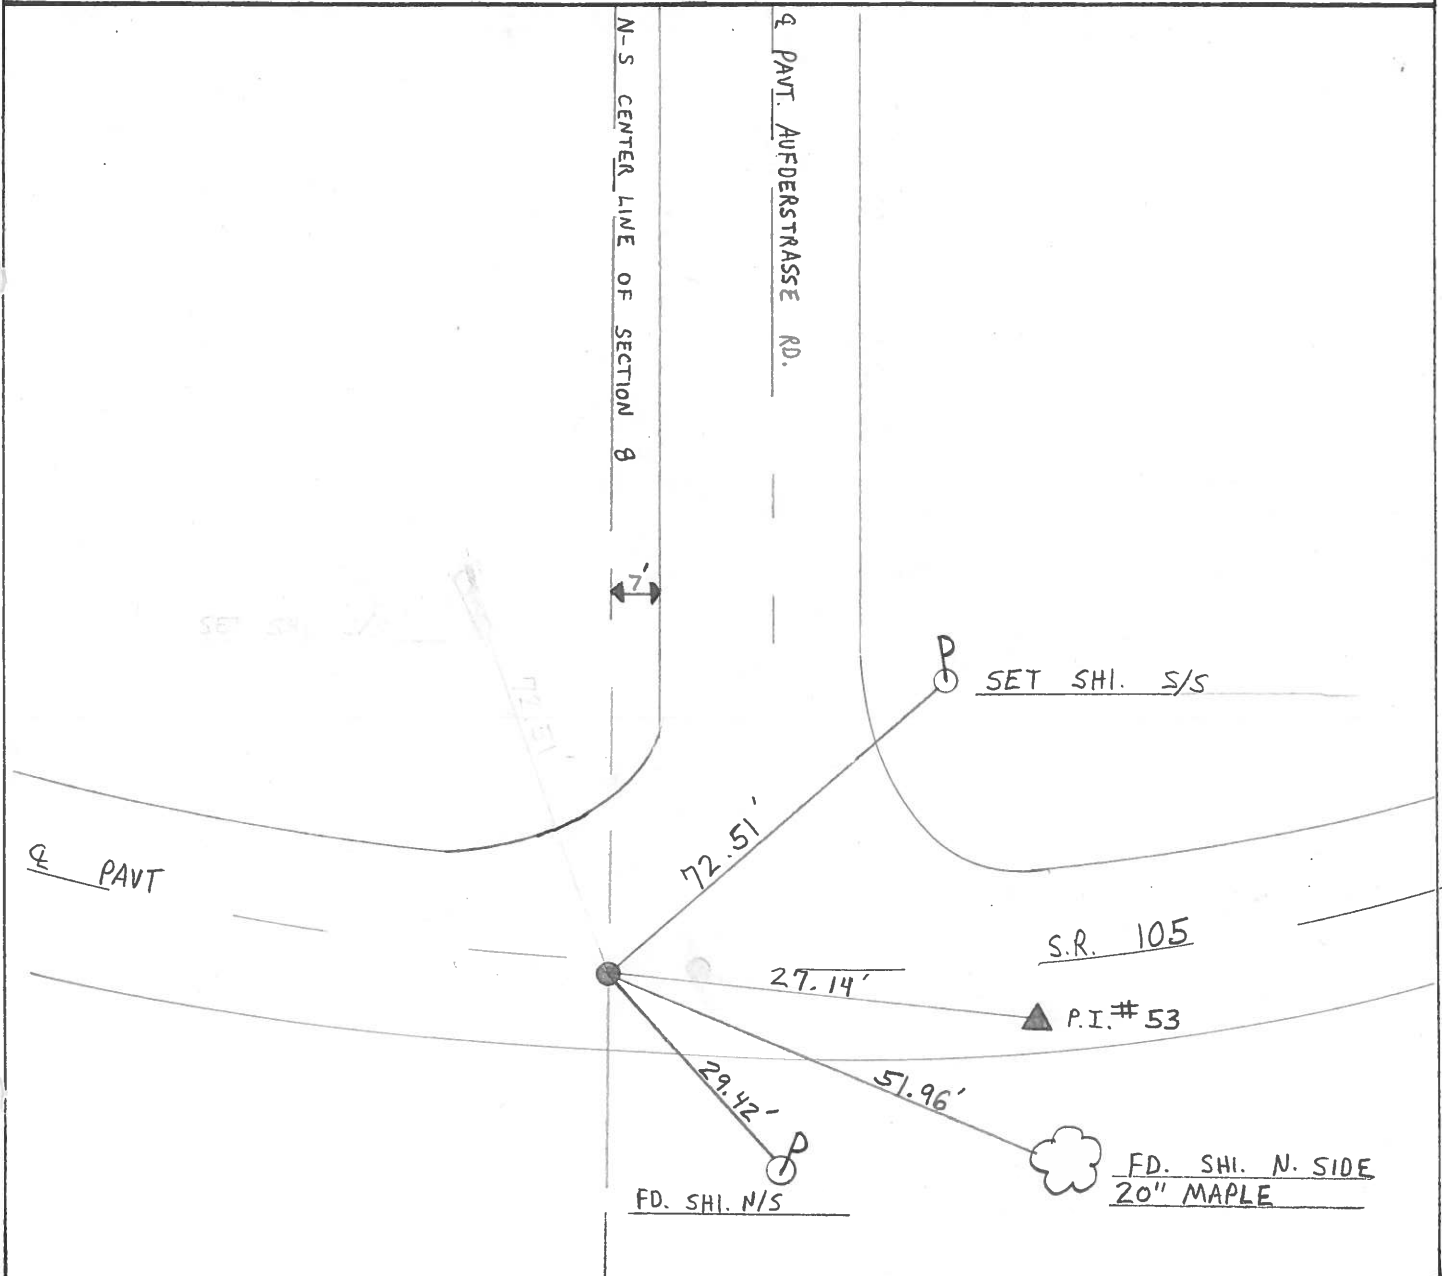 N-S CENTER LINE OF SECTION 8
℄ PAVT. AUFDERSTRASSE RD.
7'
P
SET SHI. S/S
72.51'
℄ PAVT
S.R. 105
27.14'
P.I. # 53
29.42'
51.96'
P
FD. SHI. N/S
FD. SHI. N. SIDE
20" MAPLE